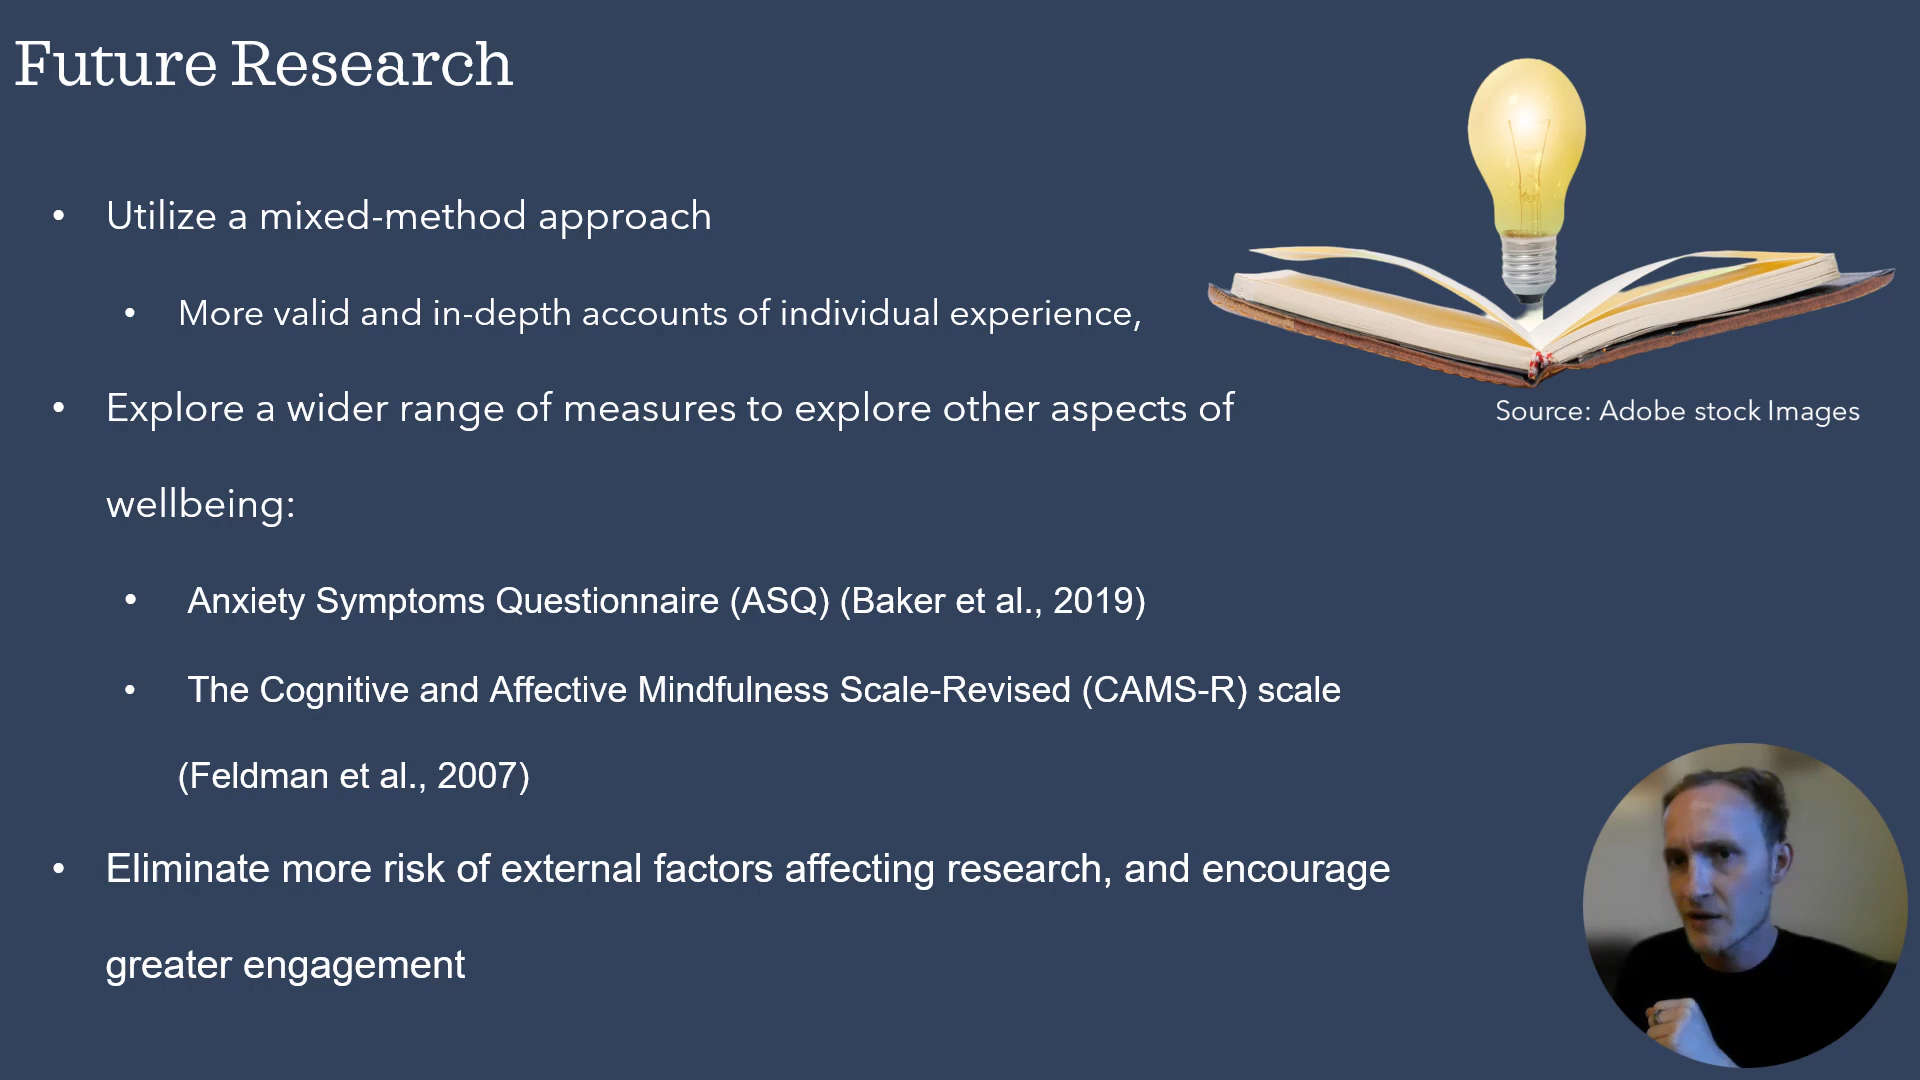 Future Research
• Utilize a mixed-method approach
• More valid and in-depth accounts of individual experience,
• Explore a wider range of measures to explore other aspects of
wellbeing:
• Anxiety Symptoms Questionnaire (ASQ) (Baker et al., 2019)
• The Cognitive and Affective Mindfulness Scale-Revised (CAMS-R) scale
(Feldman et al., 2007)
• Eliminate more risk of external factors affecting research, and encourage
greater engagement
Source: Adobe stock Images